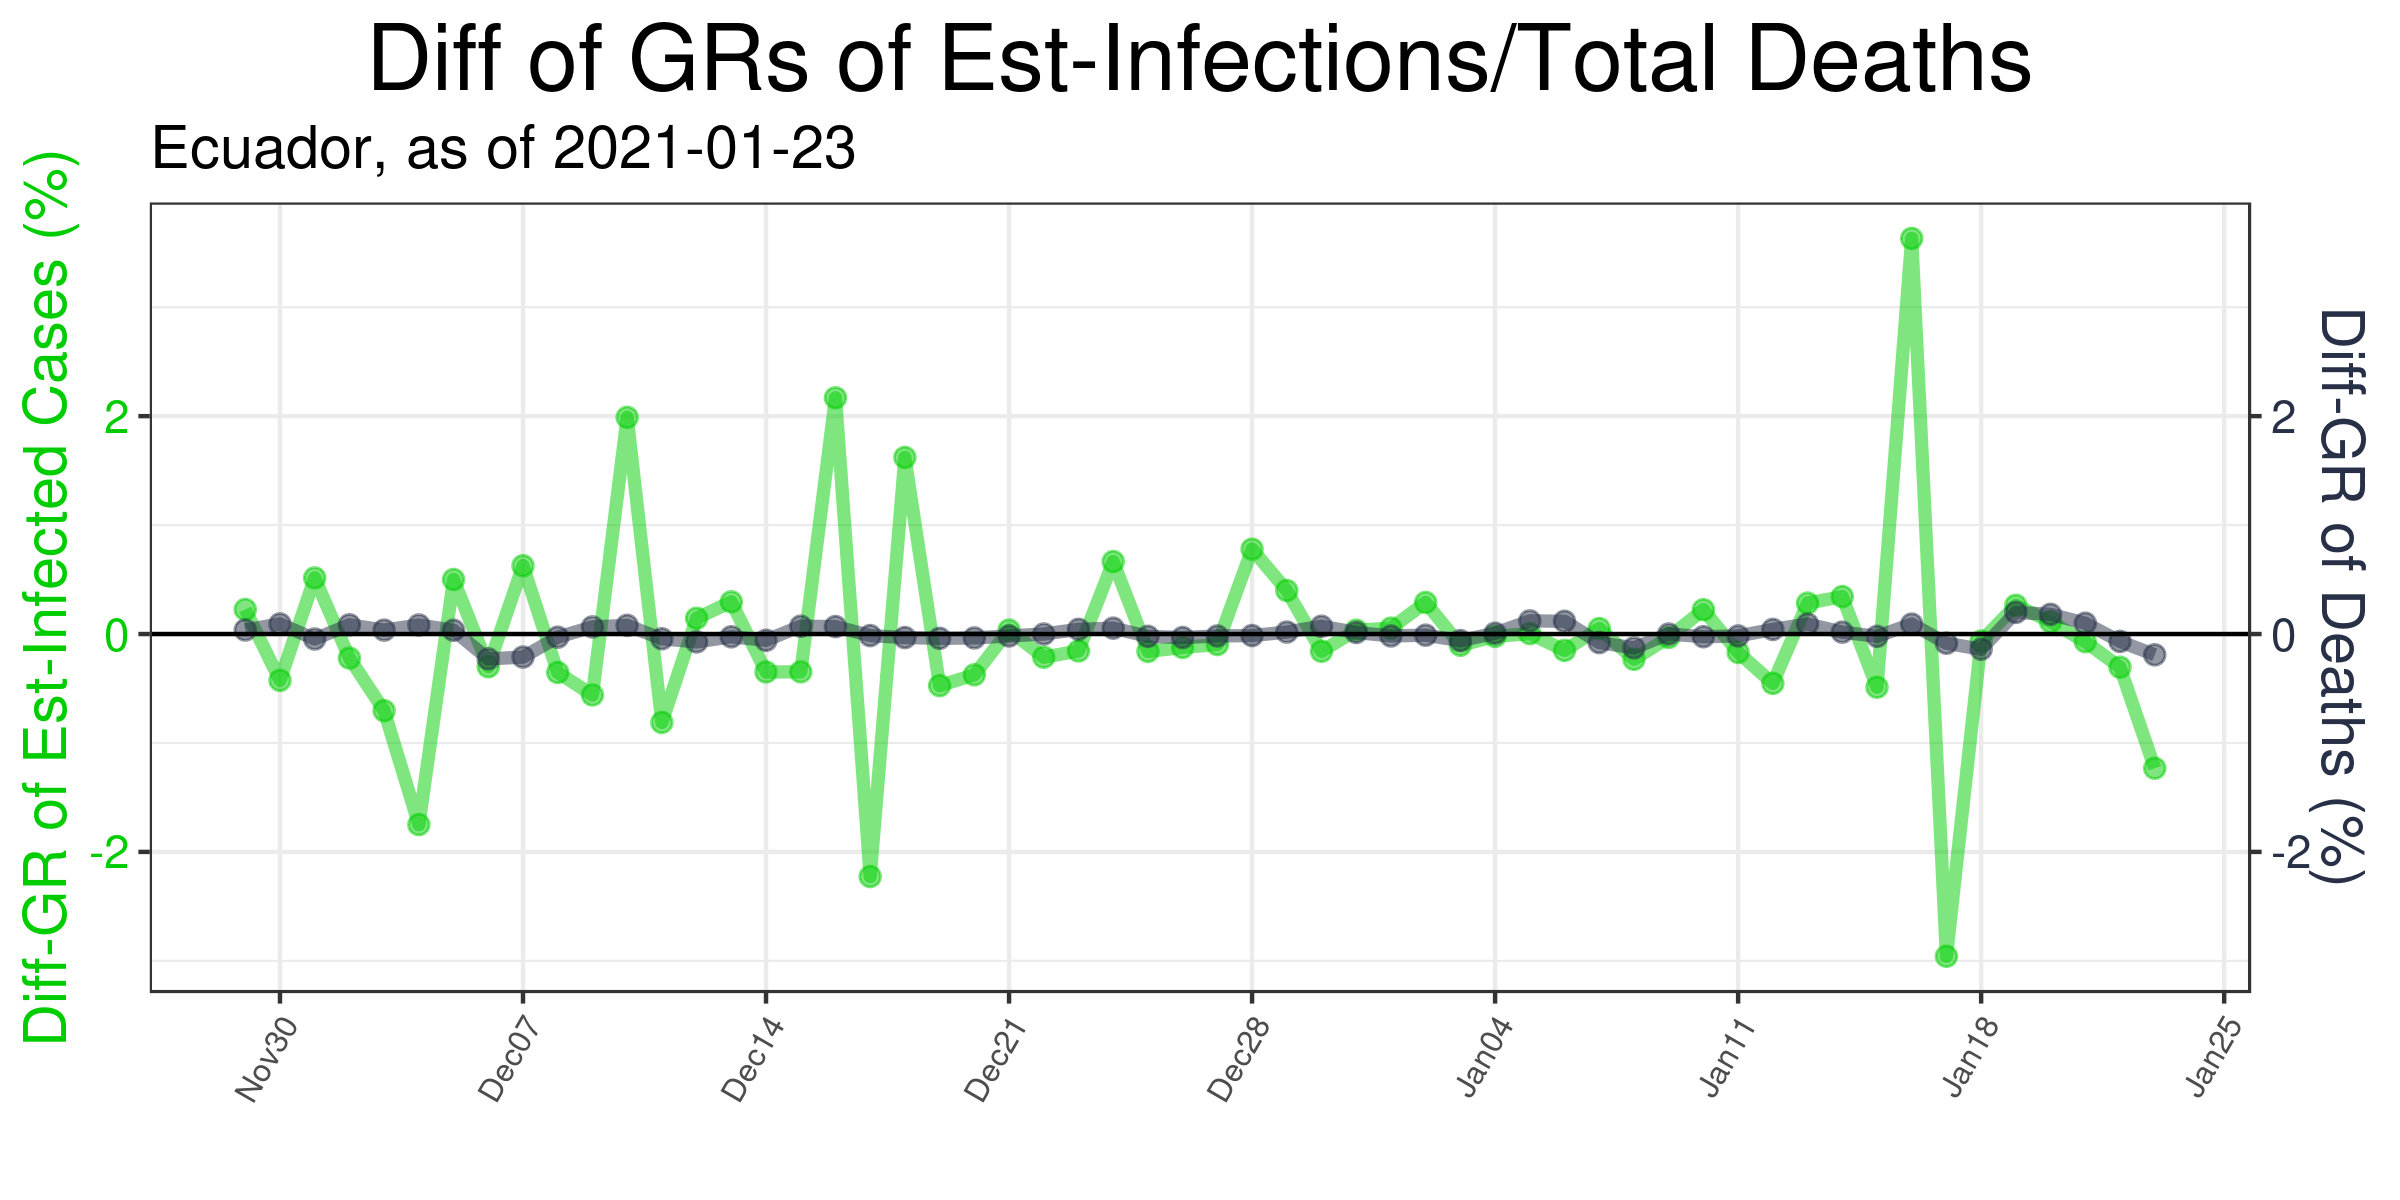 Diff of GRs of Est-Infections/Total Deaths
Ecuador, as of 2021-01-23
Diff-GR of Est-Infected Cases (%)
2
0
-2
2
0
-2
Diff-GR of Deaths (%)
Nov30
Dec07
Dec14
Dec21
Dec28
Jan04
Jan11
Jan18
Jan25